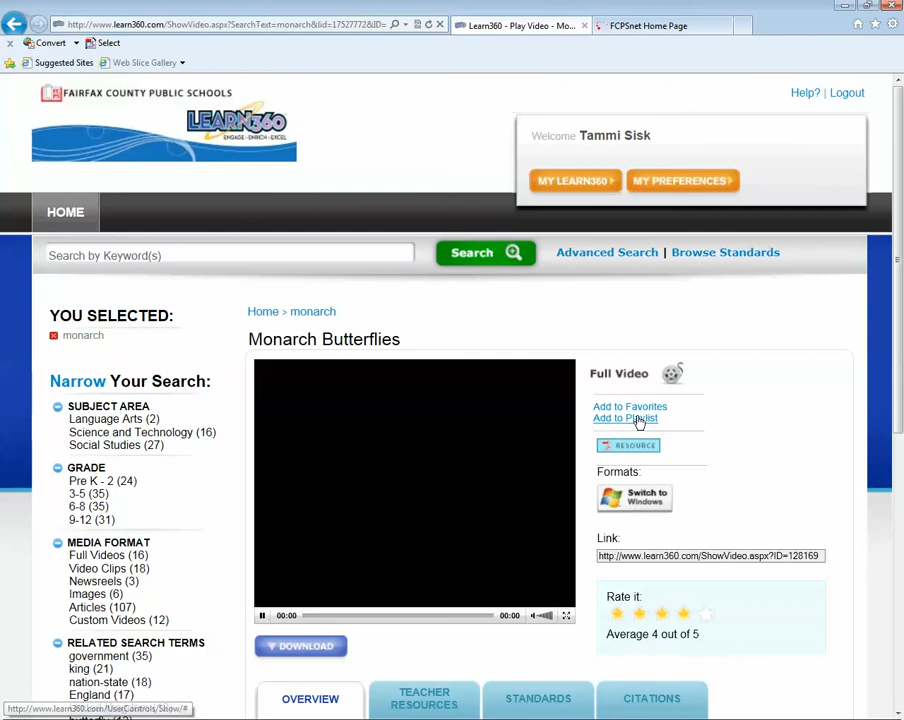 http://www.learn360.com/ShowVideo.aspx?SearchText=monarch&lid=17527772&ID=
Learn360 - Play Video - Mo...
FCPSnet Home Page
Convert
Select
Suggested Sites
Web Slice Gallery
FAIRFAX COUNTY PUBLIC SCHOOLS
LEARN360
ENGAGE · ENRICH · EXCEL
Help? | Logout
Welcome Tammi Sisk
MY LEARN360
MY PREFERENCES
HOME
Search by Keyword(s)
Search
Advanced Search | Browse Standards
YOU SELECTED:
monarch
Home > monarch
Monarch Butterflies
Narrow Your Search:
SUBJECT AREA
Language Arts (2)
Science and Technology (16)
Social Studies (27)
GRADE
Pre K - 2 (24)
3-5 (35)
6-8 (35)
9-12 (31)
MEDIA FORMAT
Full Videos (16)
Video Clips (18)
Newsreels (3)
Images (6)
Articles (107)
Custom Videos (12)
RELATED SEARCH TERMS
government (35)
king (21)
nation-state (18)
England (17)
Full Video
Add to Favorites
Add to Playlist
RESOURCE
Formats:
Switch to
Windows
Link:
http://www.learn360.com/ShowVideo.aspx?ID=128169
Rate it:
Average 4 out of 5
00:00
00:00
DOWNLOAD
OVERVIEW
TEACHER
RESOURCES
STANDARDS
CITATIONS
http://www.learn360.com/UserControls/Show/#